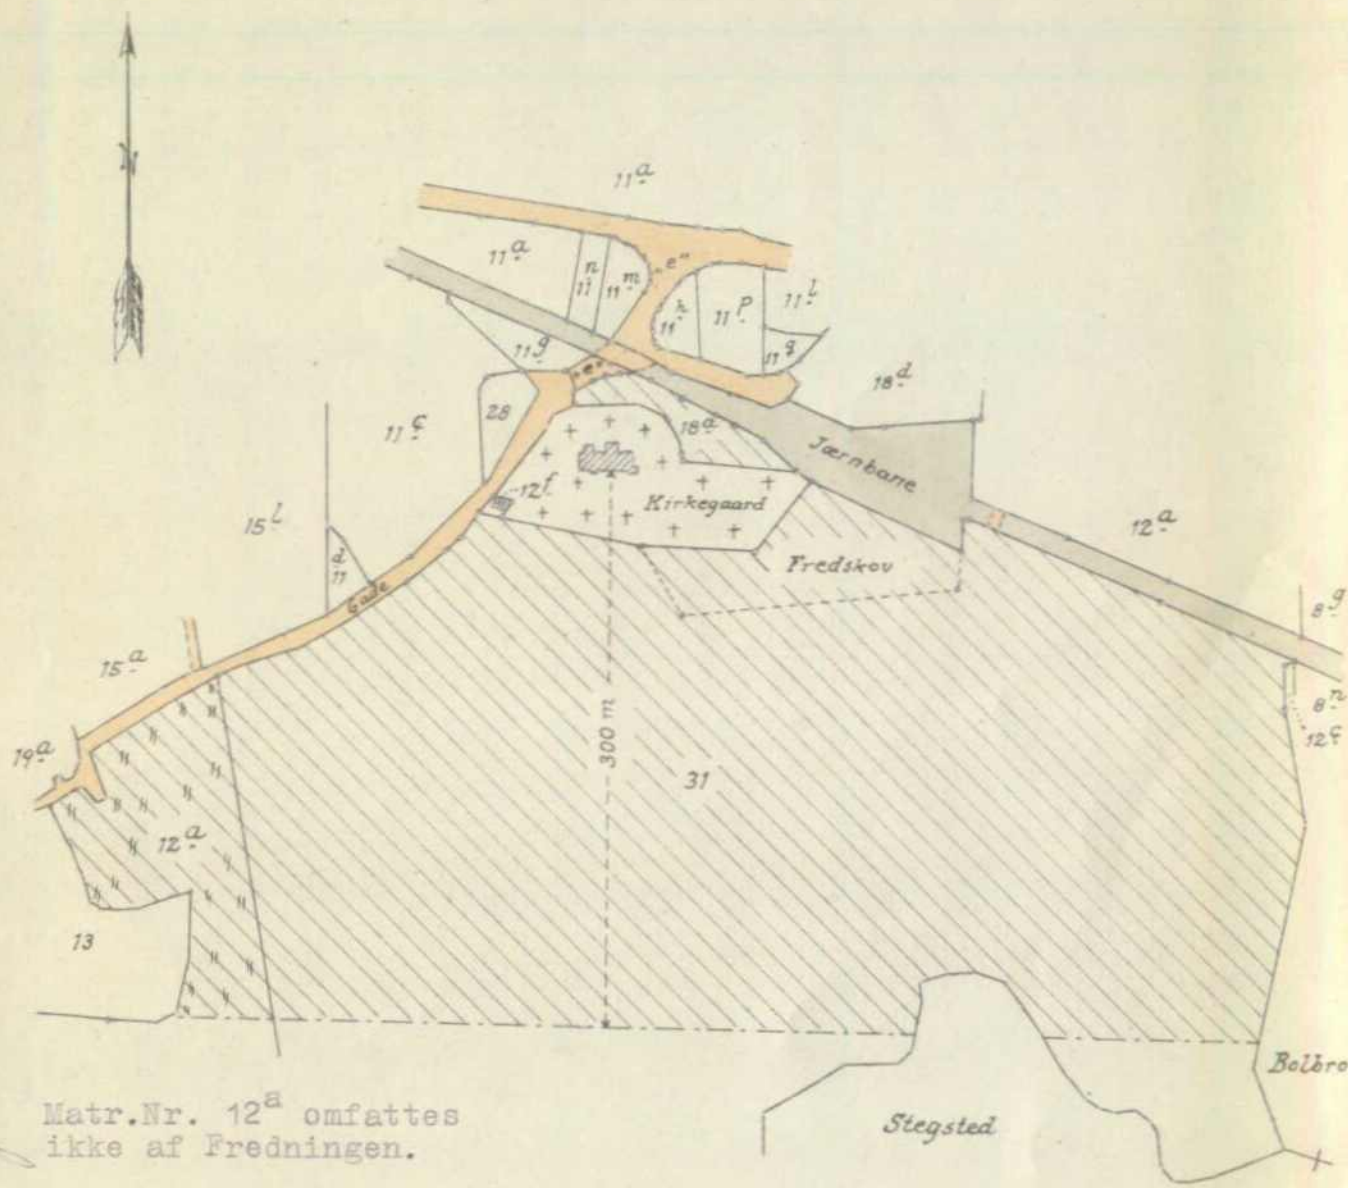 N
11a
11a
n
11
11m
"e"
11h
11p
11l
11q
11g
"e"
18d
11c
28
18a
Jærnbane
12f
Kirkegaard
15l
12a
d
11
Fredskov
Gade
8g
15a
8n
12c
19a
300 m
31
12a
13
Bolbro
Stegsted
Matr.Nr. 12a omfattes
ikke af Fredningen.